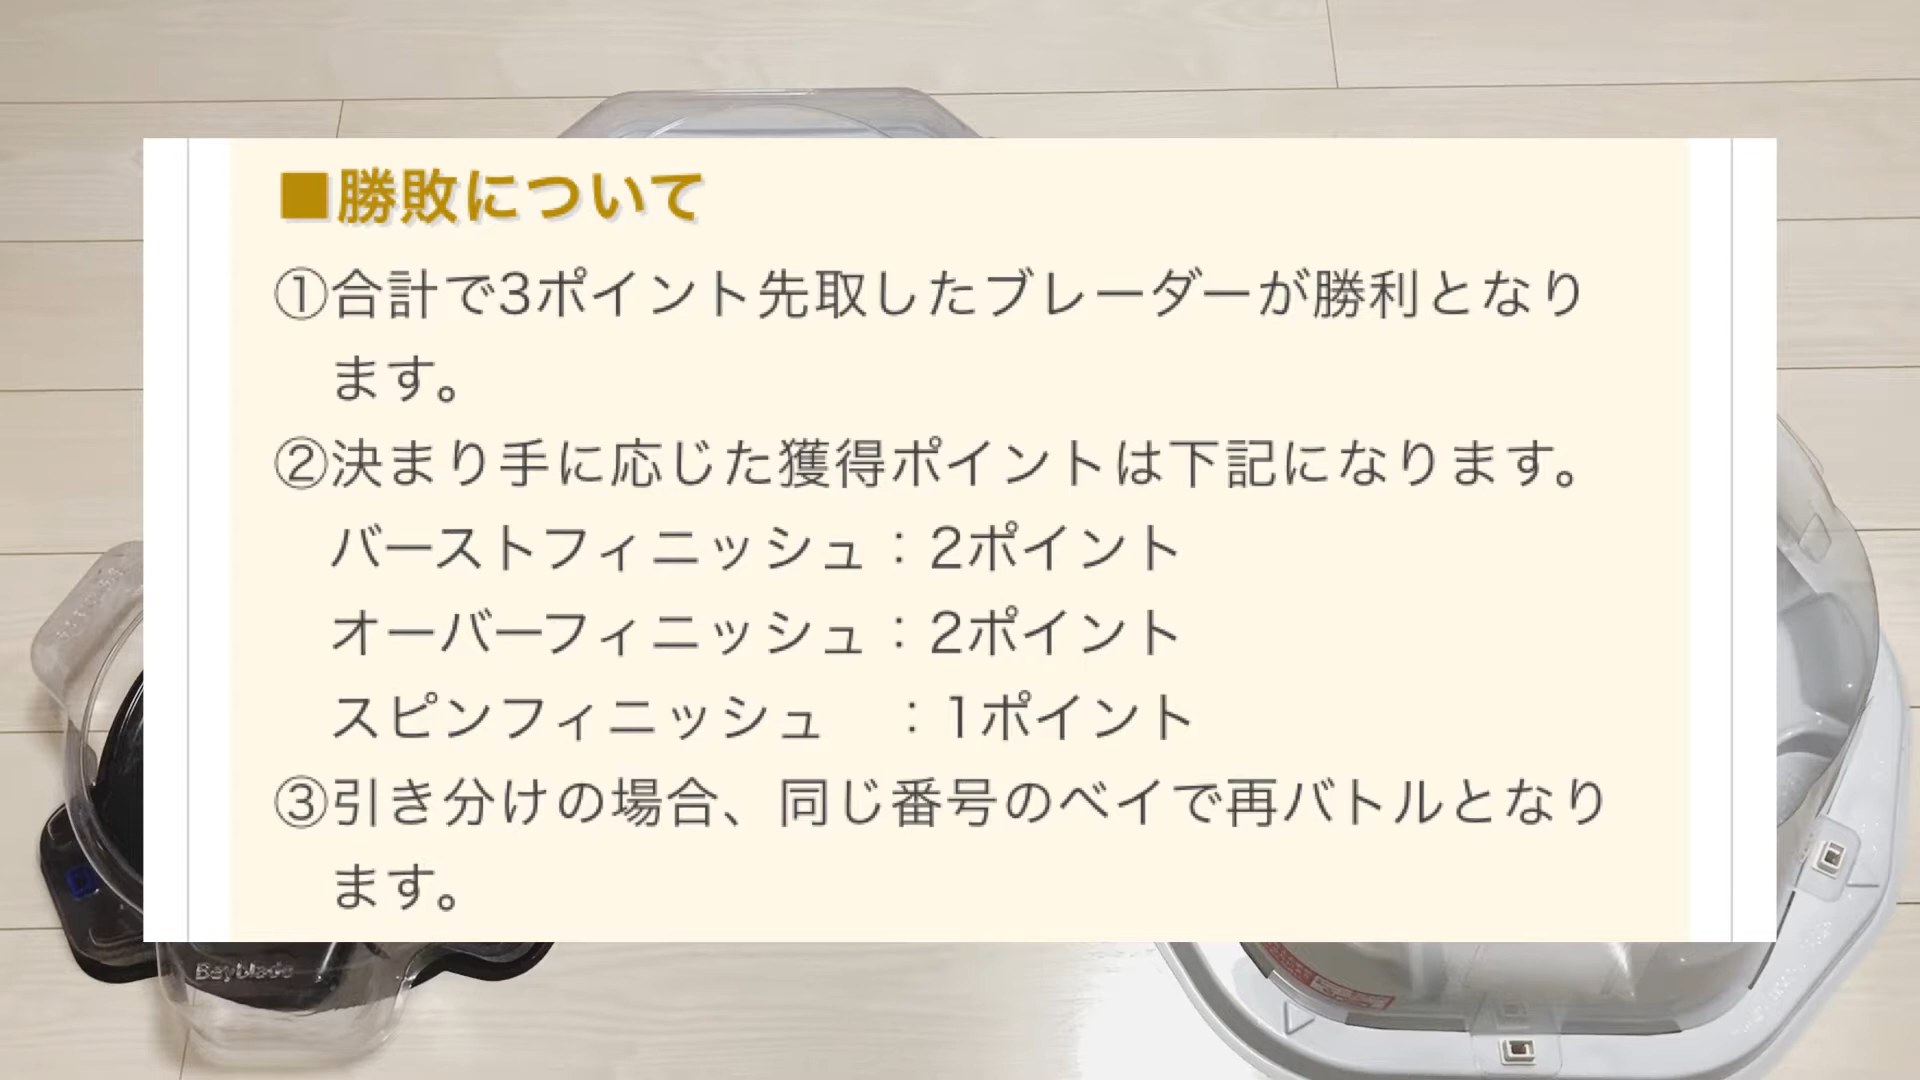 ■勝敗について
①合計で3ポイント先取したブレーダーが勝利となり
ます。
②決まり手に応じた獲得ポイントは下記になります。
バーストフィニッシュ：2ポイント
オーバーフィニッシュ：2ポイント
スピンフィニッシュ　：1ポイント
③引き分けの場合、同じ番号のベイで再バトルとなり
ます。
Beyblade